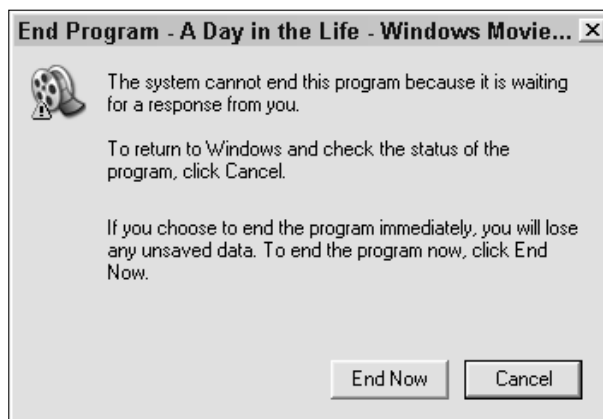 End Program - A Day in the Life - Windows Movie...
The system cannot end this program because it is waiting
for a response from you.
To return to Windows and check the status of the
program, click Cancel.
If you choose to end the program immediately, you will lose
any unsaved data. To end the program now, click End
Now.
End Now Cancel